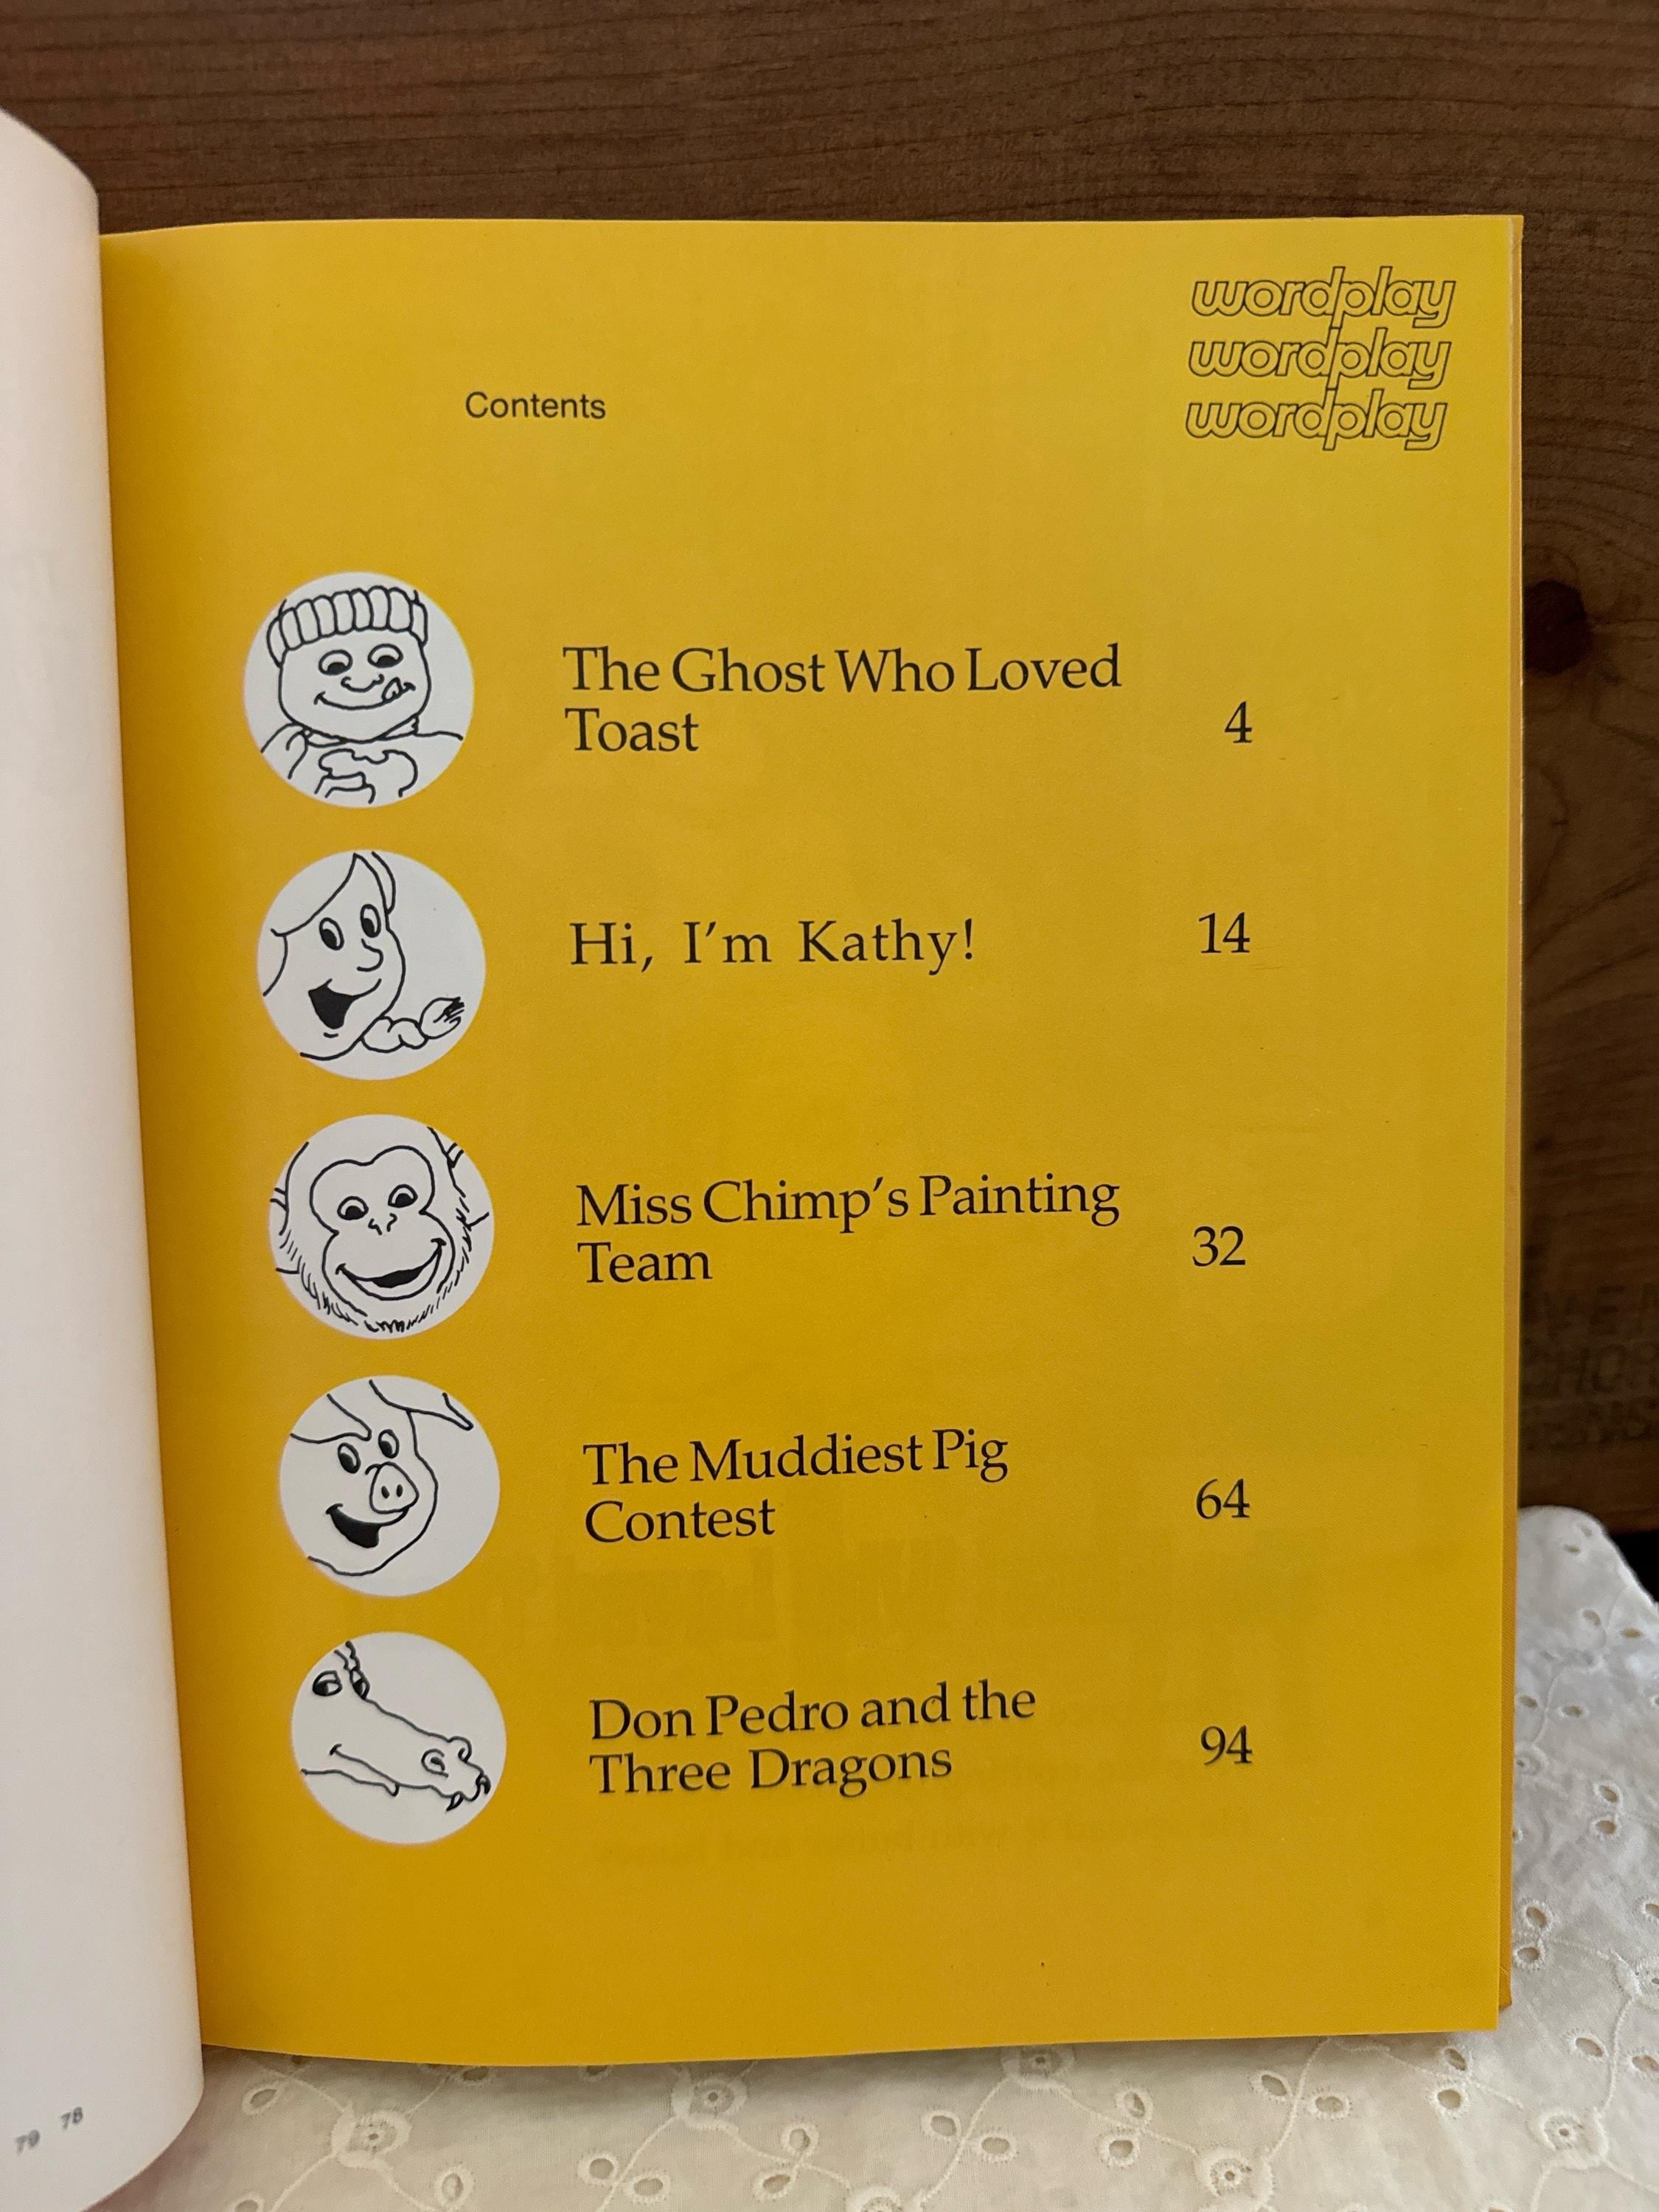 wordplay
wordplay
wordplay
Contents
The Ghost Who Loved
Toast 4
Hi, I'm Kathy! 14
Miss Chimp's Painting
Team 32
The Muddiest Pig
Contest 64
Don Pedro and the
Three Dragons 94
79 78